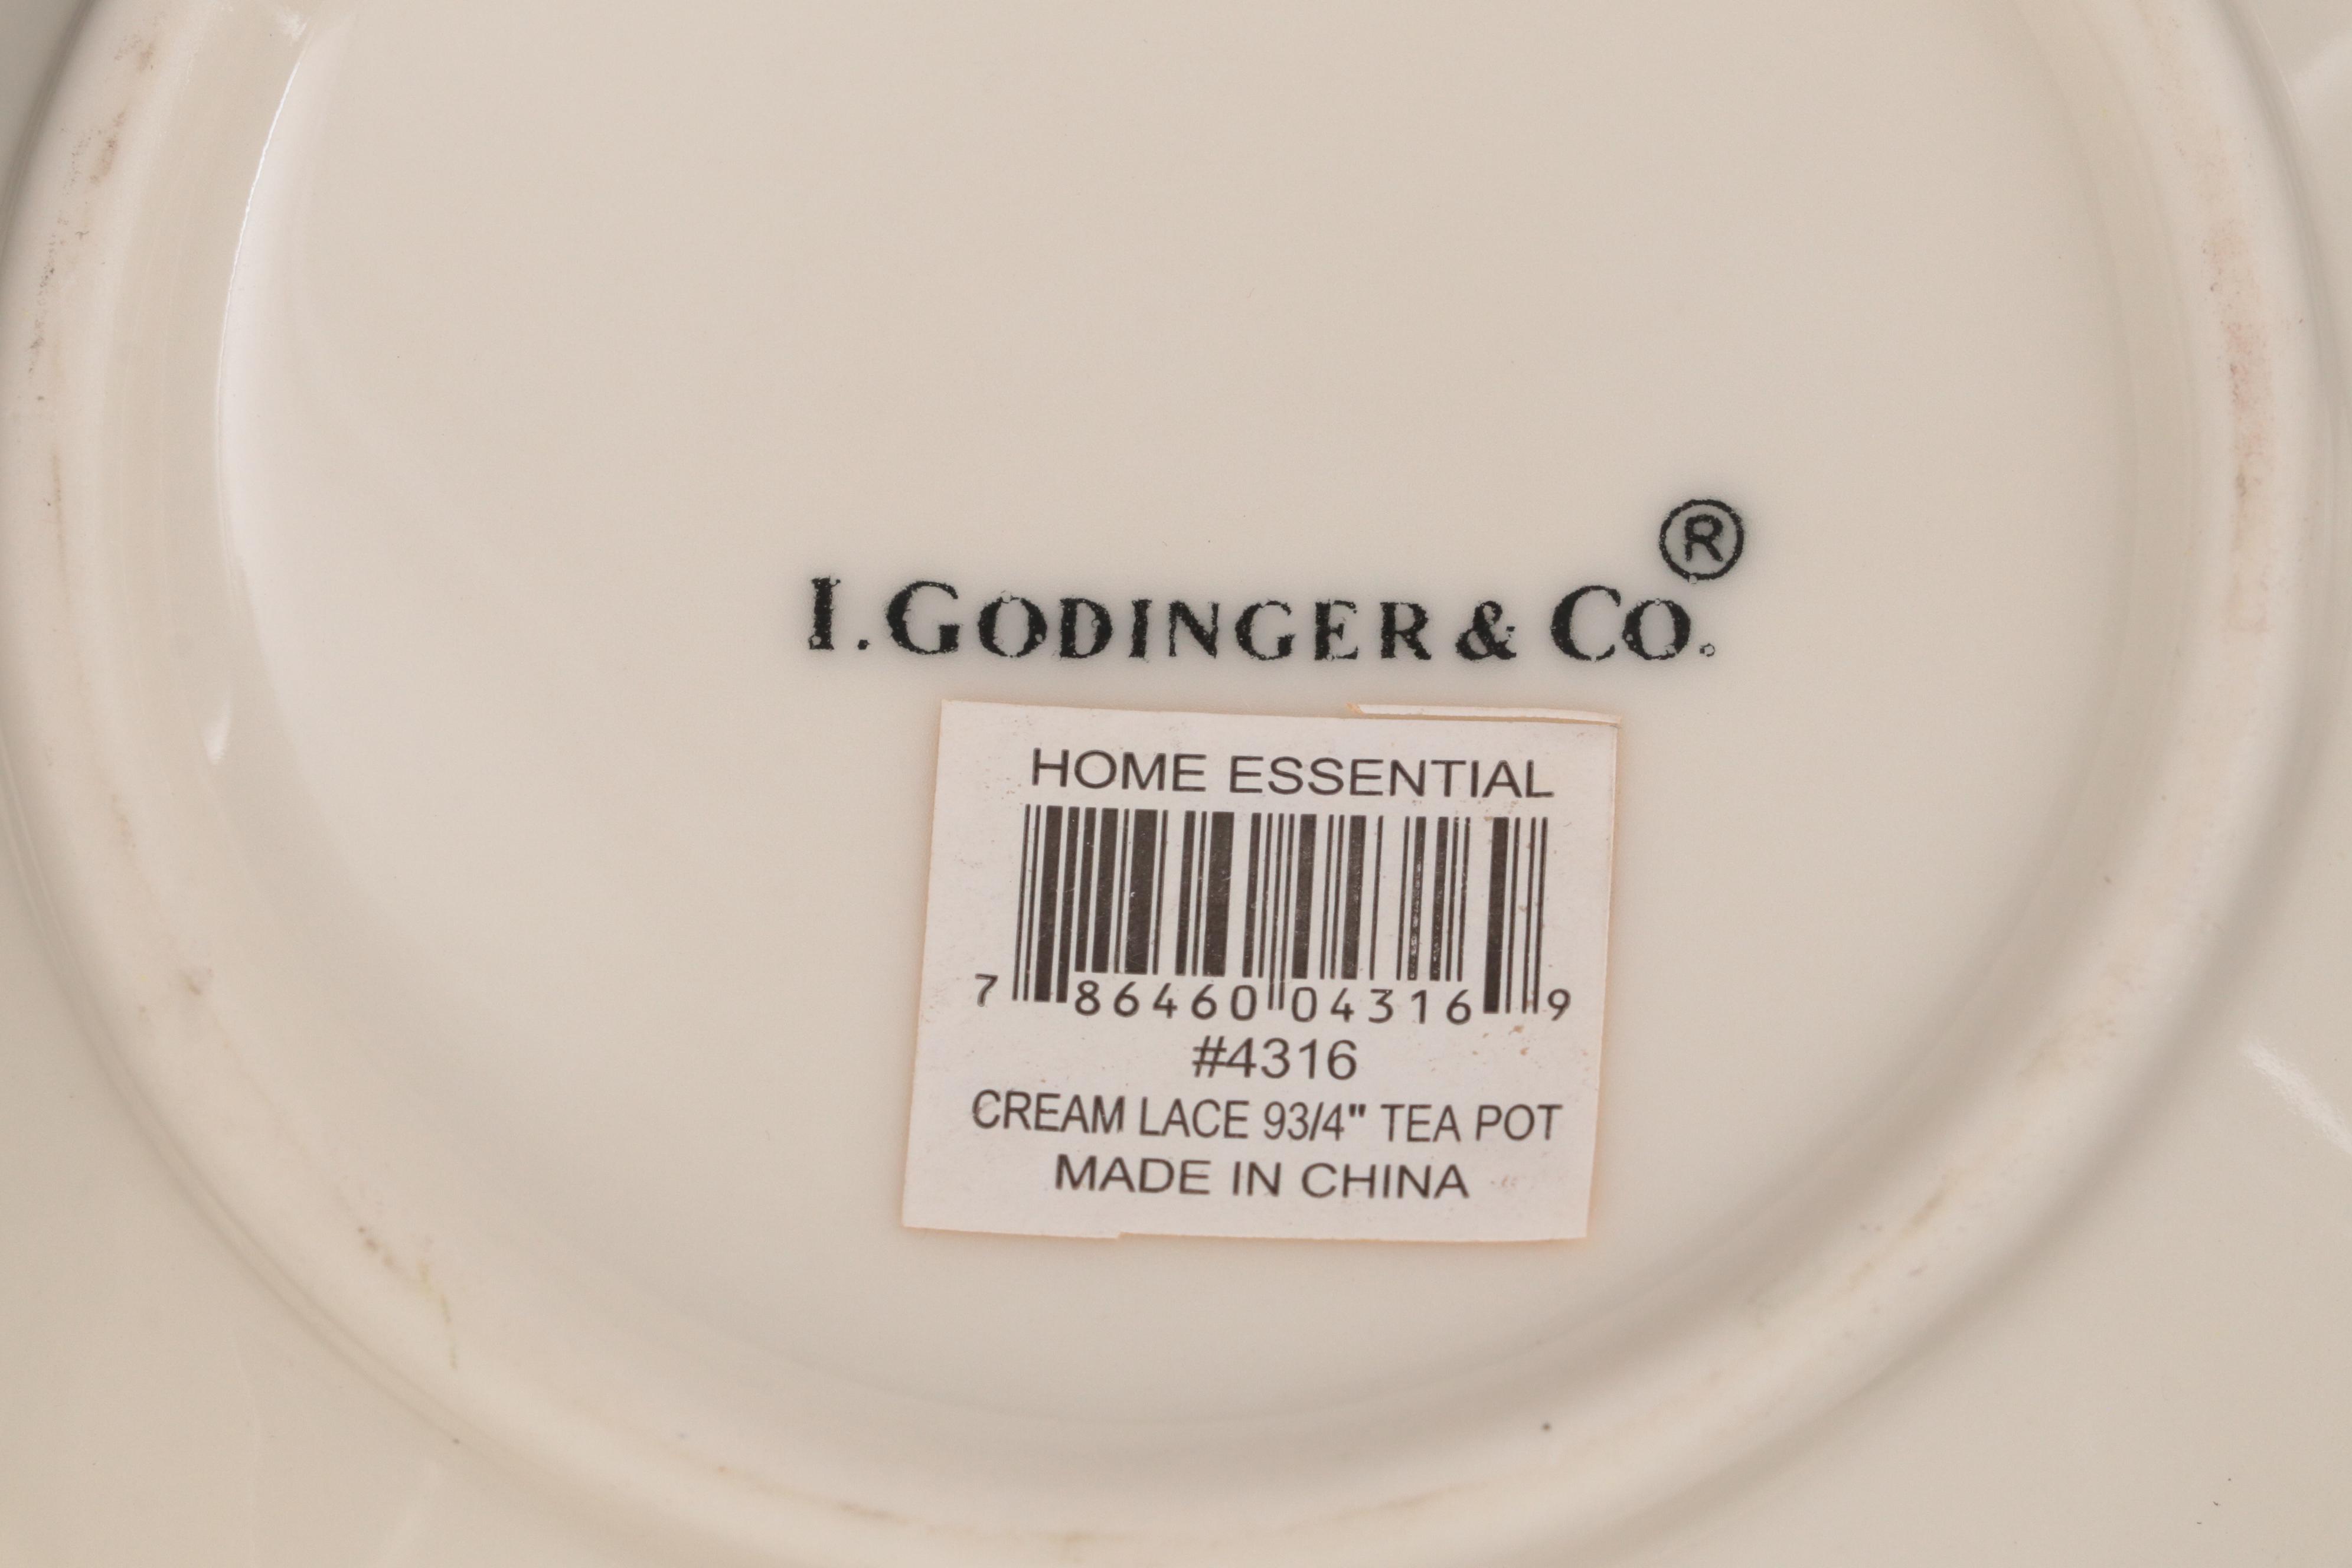 I. GODINGER & CO.®
HOME ESSENTIAL
7 86460 04316 9
#4316
CREAM LACE 93/4" TEA POT
MADE IN CHINA